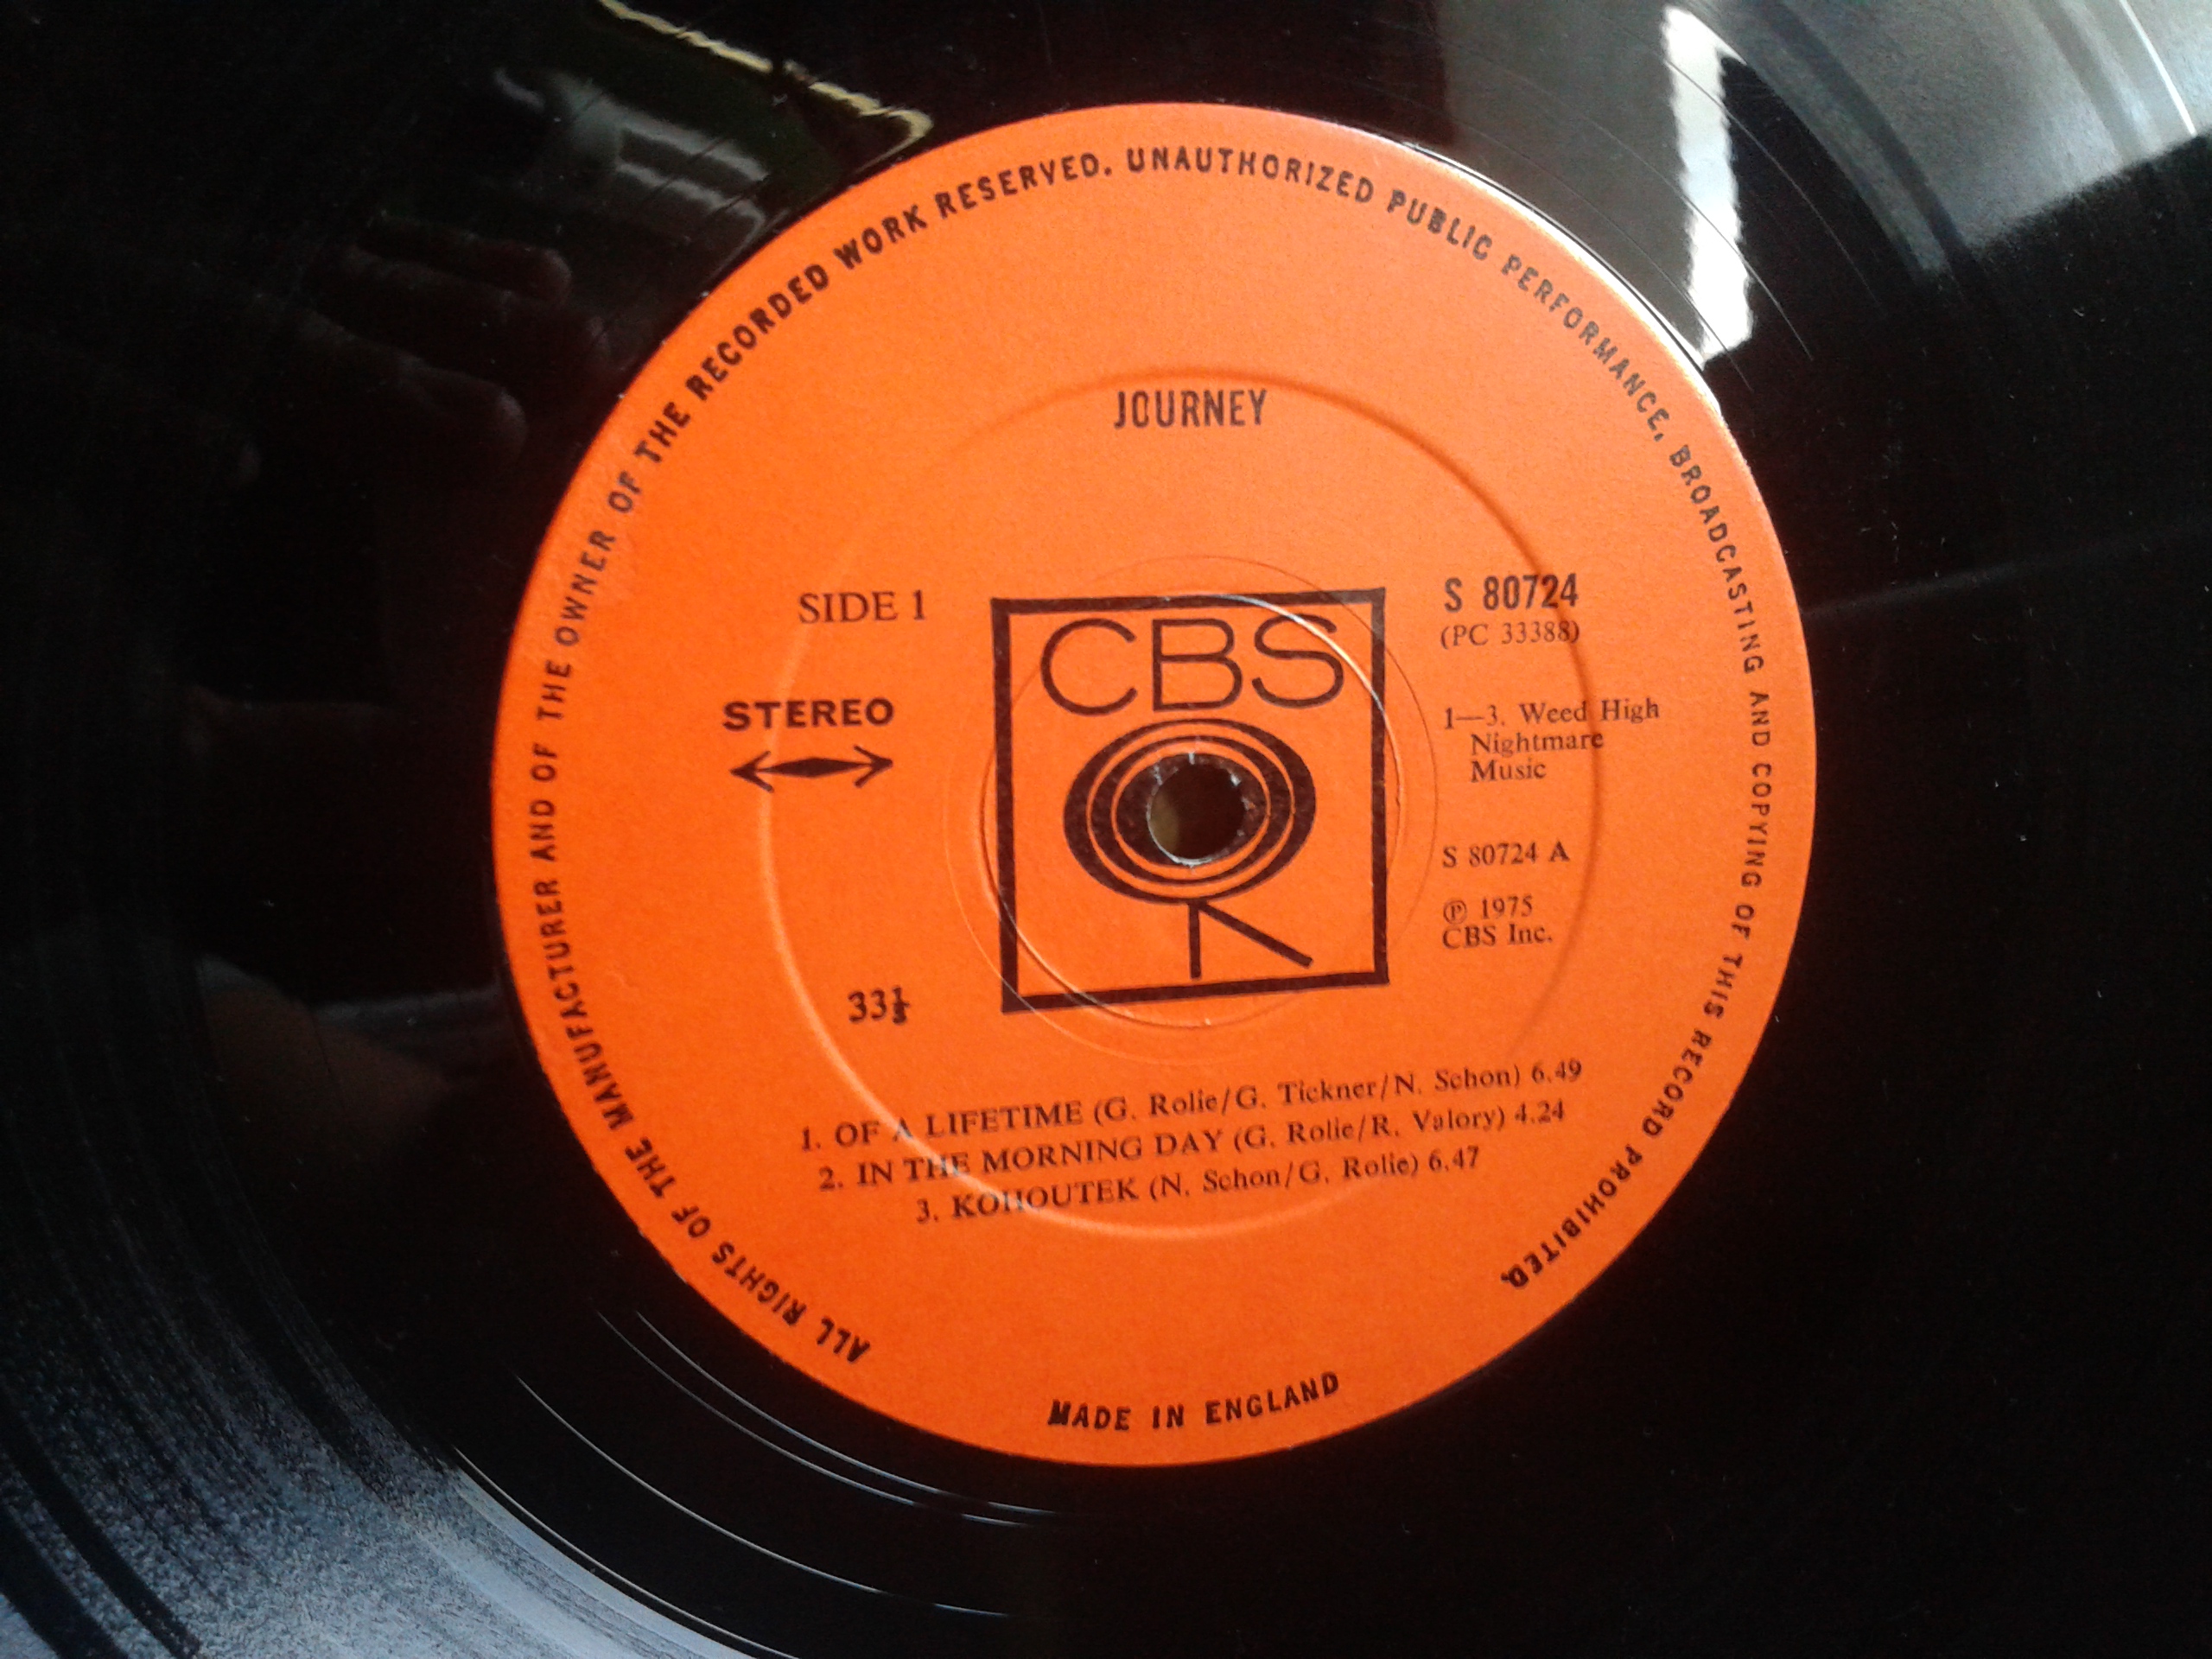 ALL RIGHTS OF THE MANUFACTURER AND OF THE OWNER OF THE RECORDED WORK RESERVED. UNAUTHORIZED PUBLIC PERFORMANCE, BROADCASTING AND COPYING OF THIS RECORD PROHIBITED.
JOURNEY
SIDE 1
STEREO
33⅓
CBS
S 80724
(PC 33388)
1—3. Weed High
Nightmare
Music
S 80724 A
℗ 1975
CBS Inc.
1. OF A LIFETIME (G. Rolie/G. Tickner/N. Schon) 6.49
2. IN THE MORNING DAY (G. Rolie/R. Valory) 4.24
3. KOHOUTEK (N. Schon/G. Rolie) 6.47
MADE IN ENGLAND